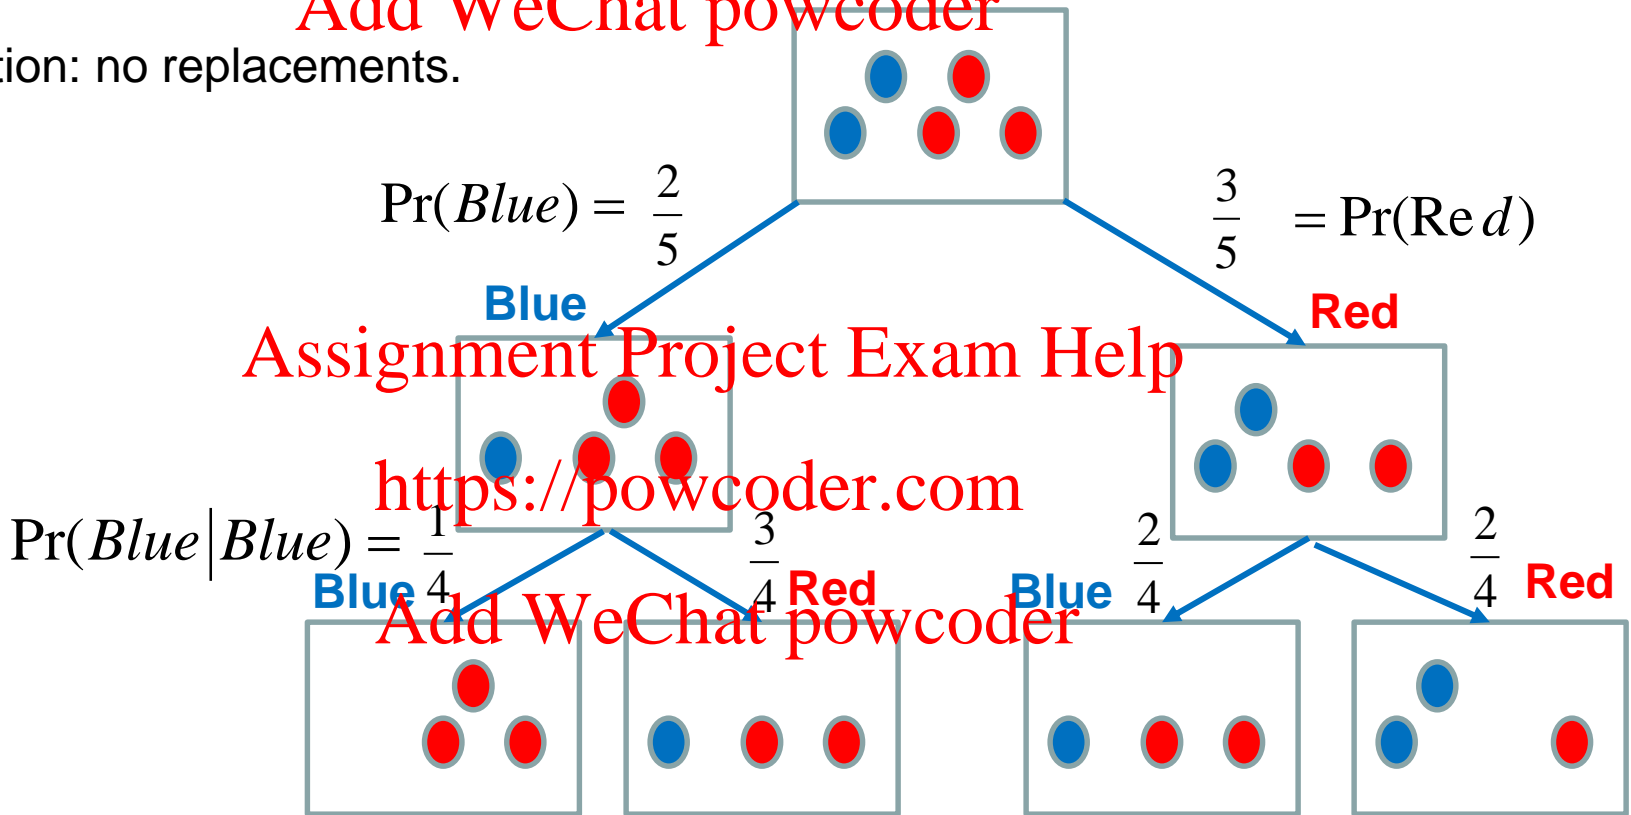 Add WeChat powcoder
tion: no replacements.
Pr(Blue) = 2/5
3/5 = Pr(Red)
Blue
Red
Assignment Project Exam Help
https://powcoder.com
Pr(Blue|Blue) = 1/4
3/4
2/4
2/4
Blue
Red
Blue
Red
Add WeChat powcoder